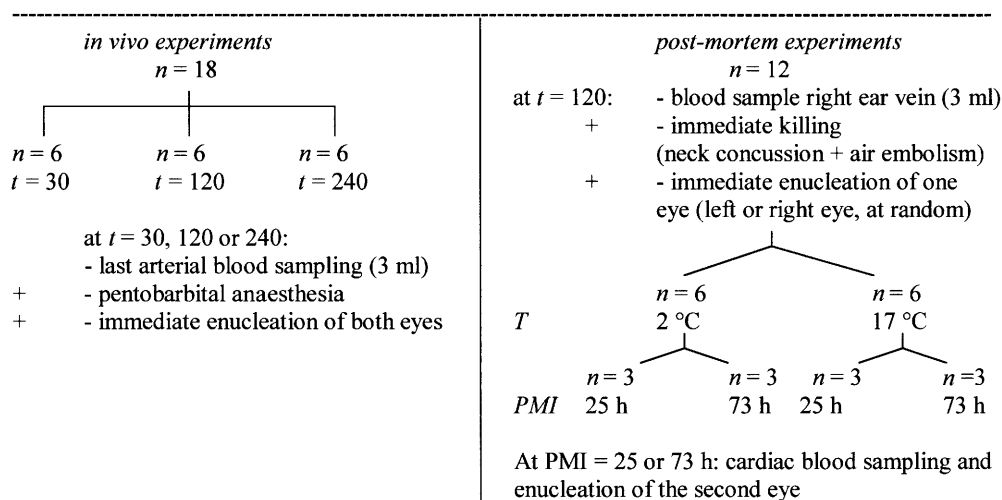 in vivo experiments
n = 18
n = 6 n = 6 n = 6
t = 30 t = 120 t = 240
at t = 30, 120 or 240:
- last arterial blood sampling (3 ml)
+ - pentobarbital anaesthesia
+ - immediate enucleation of both eyes
post-mortem experiments
n = 12
at t = 120: - blood sample right ear vein (3 ml)
+ - immediate killing
(neck concussion + air embolism)
+ - immediate enucleation of one
eye (left or right eye, at random)
n = 6 n = 6
T 2 °C 17 °C
n = 3 n = 3 n = 3 n =3
PMI 25 h 73 h 25 h 73 h
At PMI = 25 or 73 h: cardiac blood sampling and
enucleation of the second eye